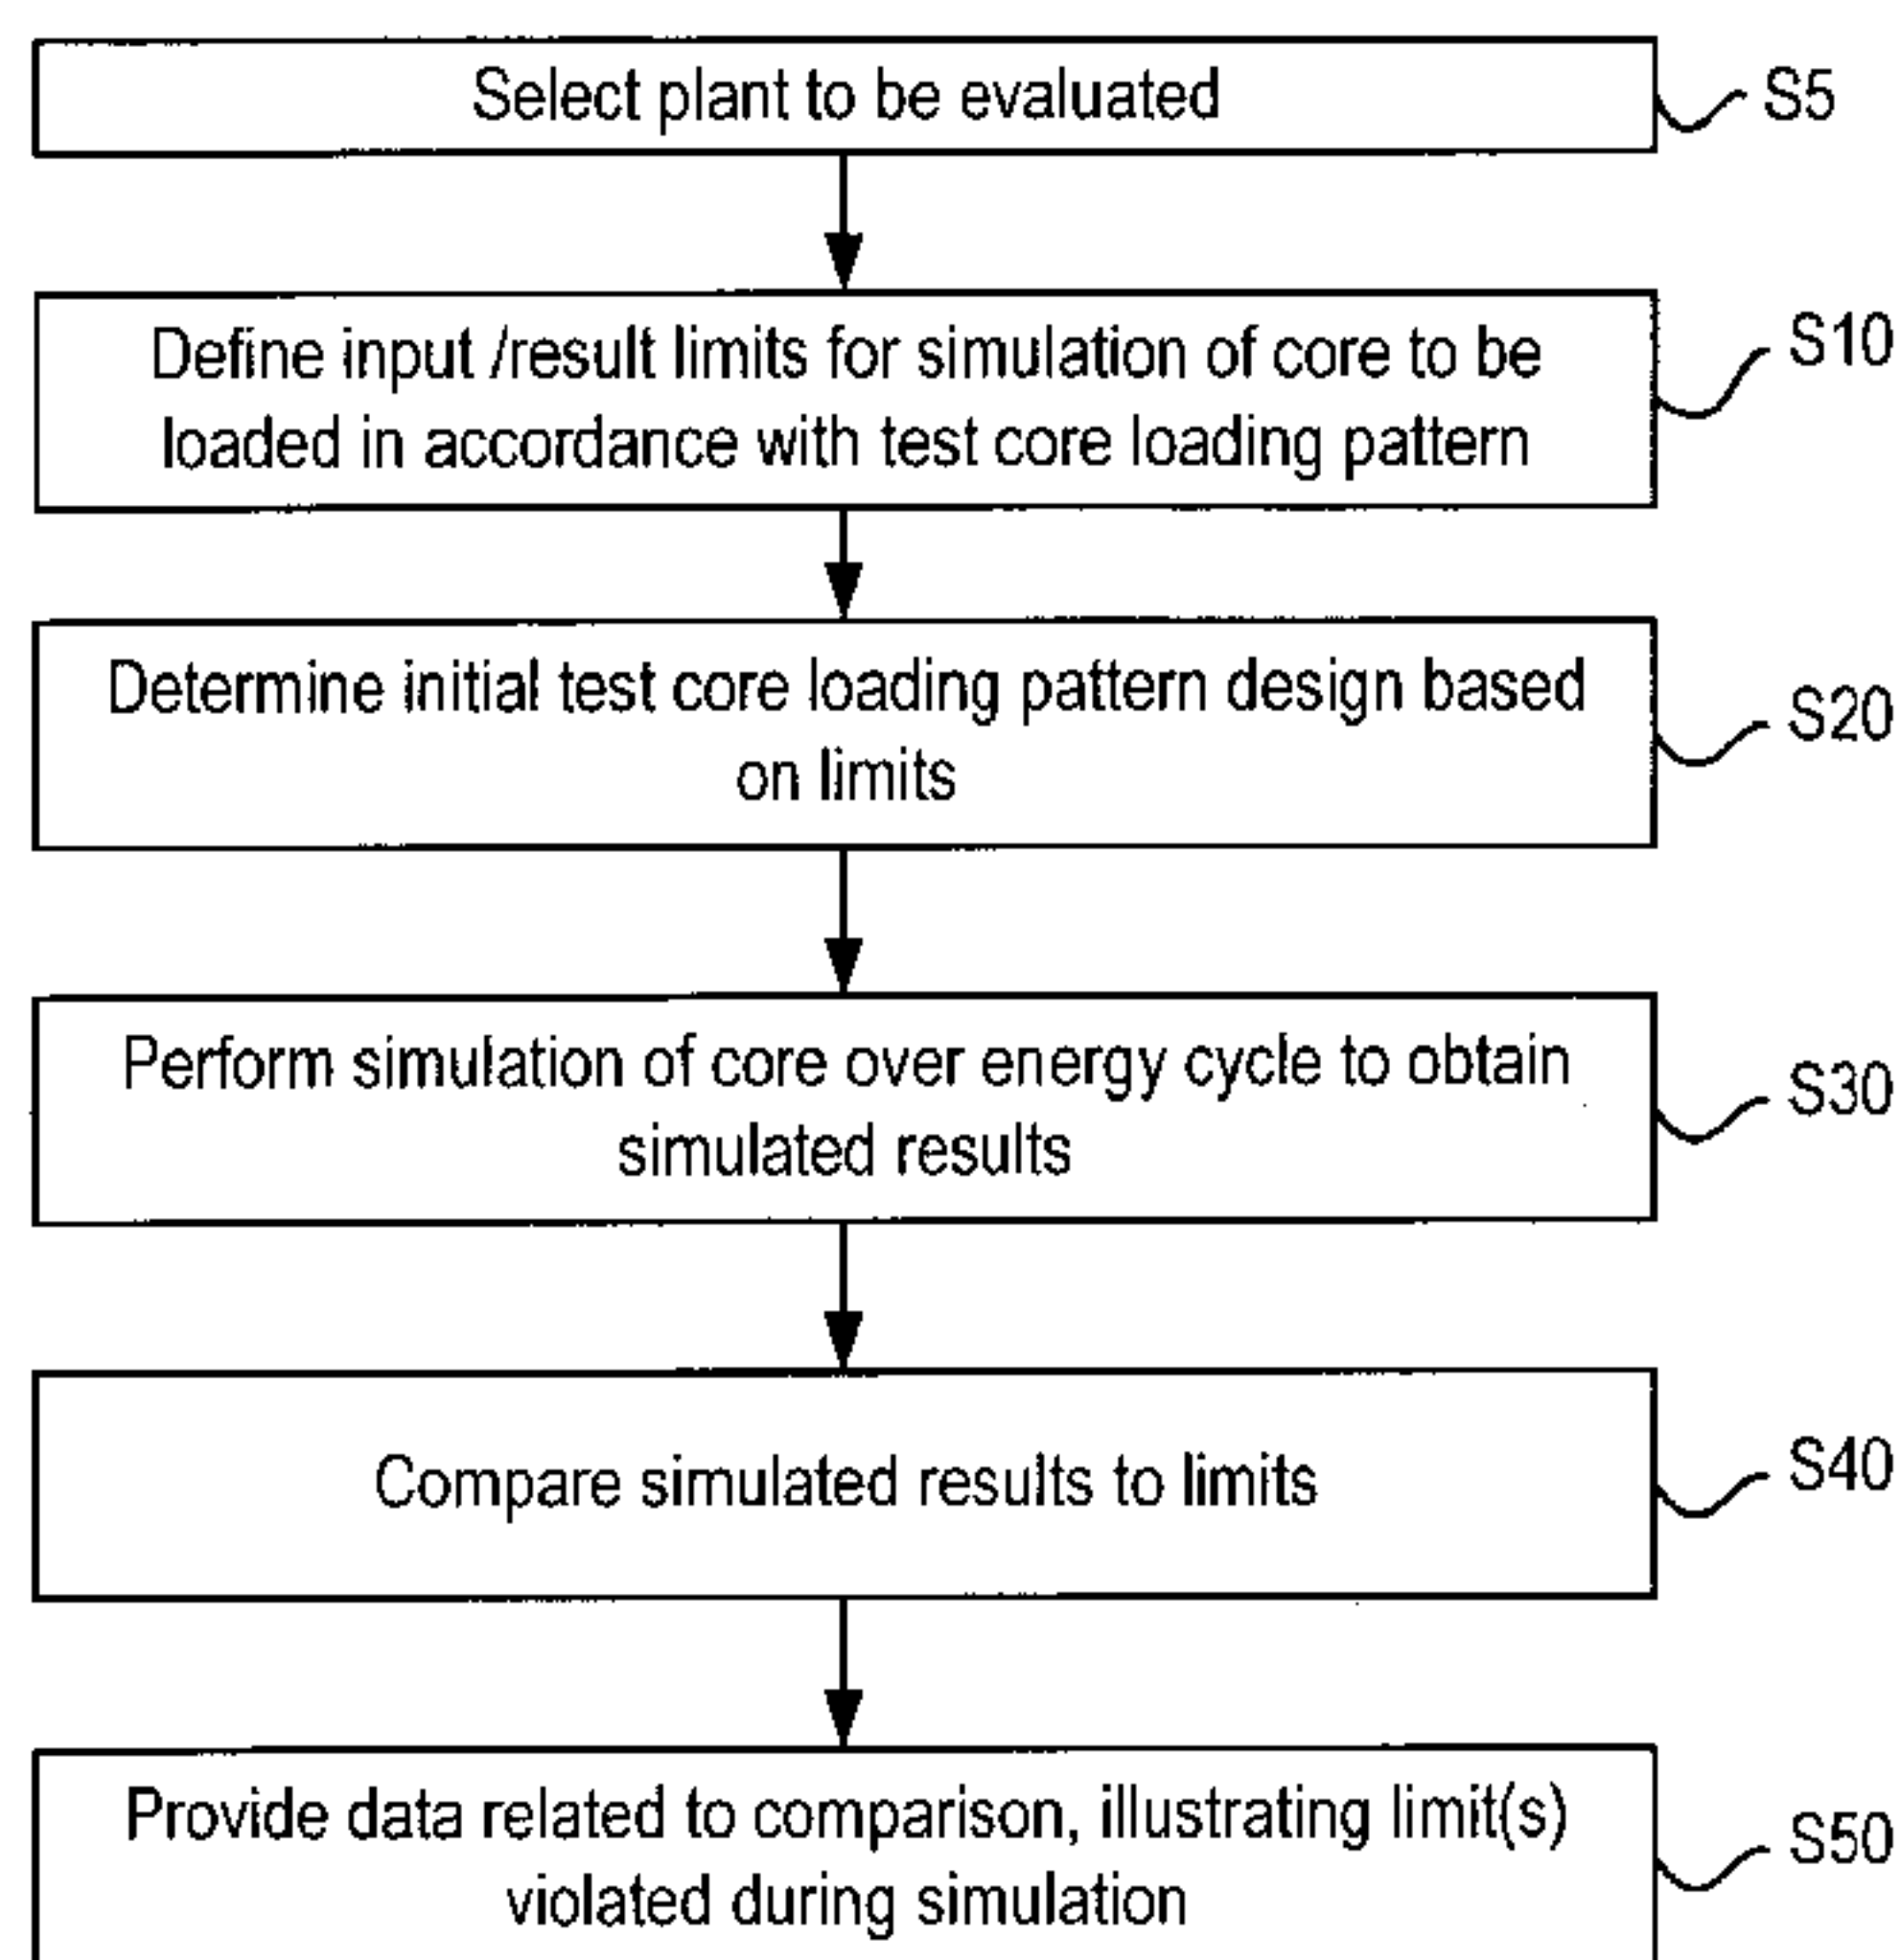 Select plant to be evaluated
S5
Define input /result limits for simulation of core to be
loaded in accordance with test core loading pattern
S10
Determine initial test core loading pattern design based
on limits
S20
Perform simulation of core over energy cycle to obtain
simulated results
S30
Compare simulated results to limits
S40
Provide data related to comparison, illustrating limit(s)
violated during simulation
S50